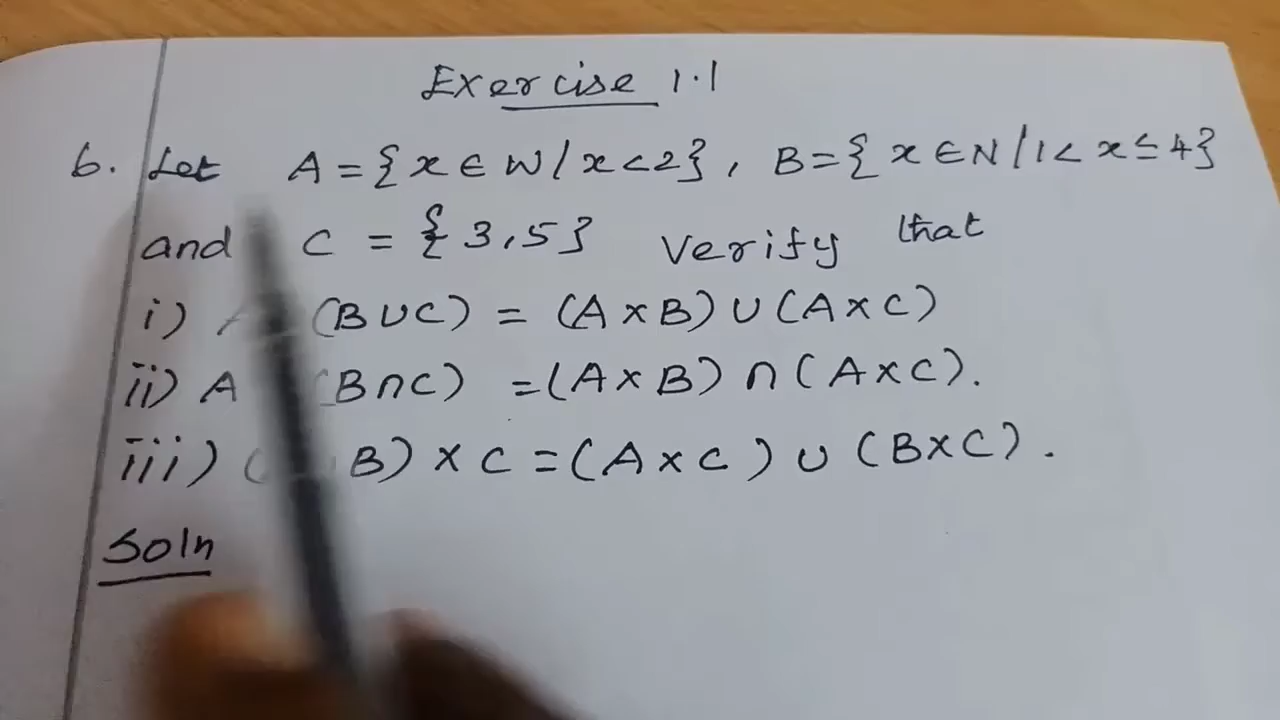 Exercise 1.1
6. Let A = {x ∈ W / x < 2}, B = {x ∈ N / 1 < x ≤ 4}
and C = {3, 5} verify that
i) (B ∪ C) = (A × B) ∪ (A × C)
ii) A (B ∩ C) = (A × B) ∩ (A × C).
iii) ( B) × C = (A × C) ∪ (B × C).
Soln